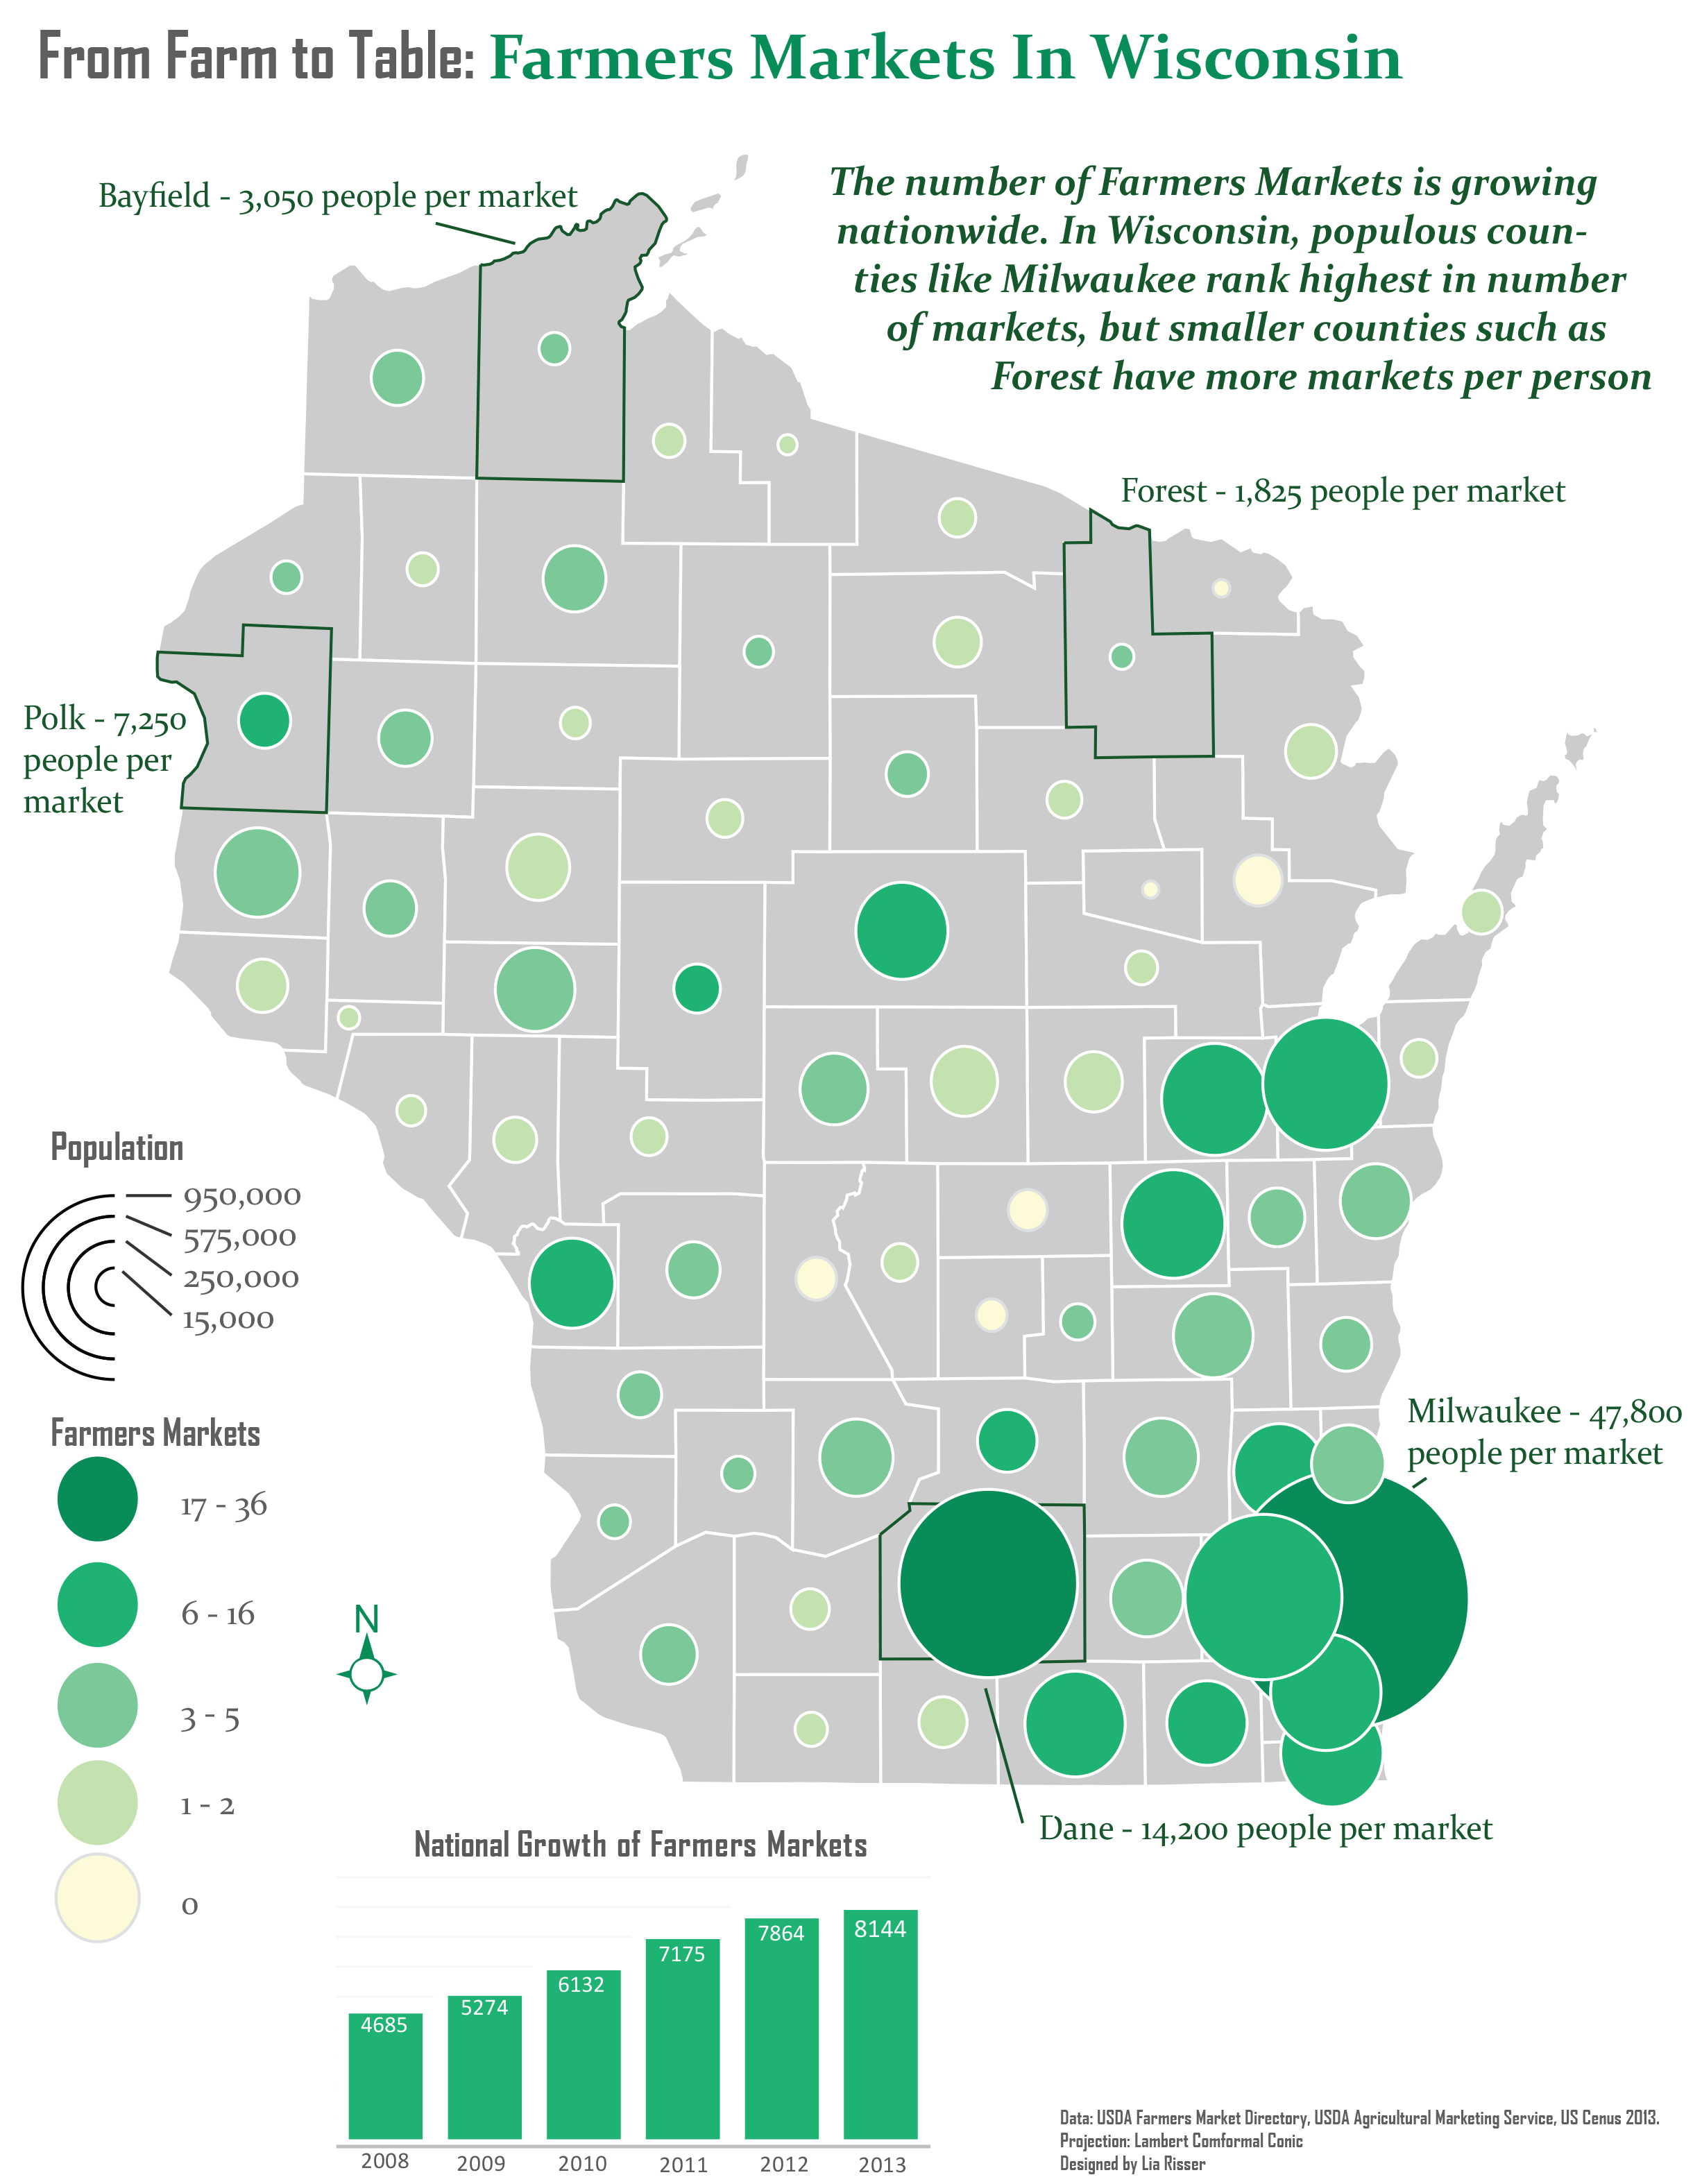 From Farm to Table: Farmers Markets In Wisconsin
Bayfield - 3,050 people per market
The number of Farmers Markets is growing
nationwide. In Wisconsin, populous coun-
ties like Milwaukee rank highest in number
of markets, but smaller counties such as
Forest have more markets per person
Forest - 1,825 people per market
Polk - 7,250
people per
market
Population
950,000
575,000
250,000
15,000
Farmers Markets
17 - 36
6 - 16
3 - 5
1 - 2
0
N
Milwaukee - 47,800
people per market
Dane - 14,200 people per market
National Growth of Farmers Markets
4685
5274
6132
7175
7864
8144
2008
2009
2010
2011
2012
2013
Data: USDA Farmers Market Directory, USDA Agricultural Marketing Service, US Cenus 2013.
Projection: Lambert Comformal Conic
Designed by Lia Risser